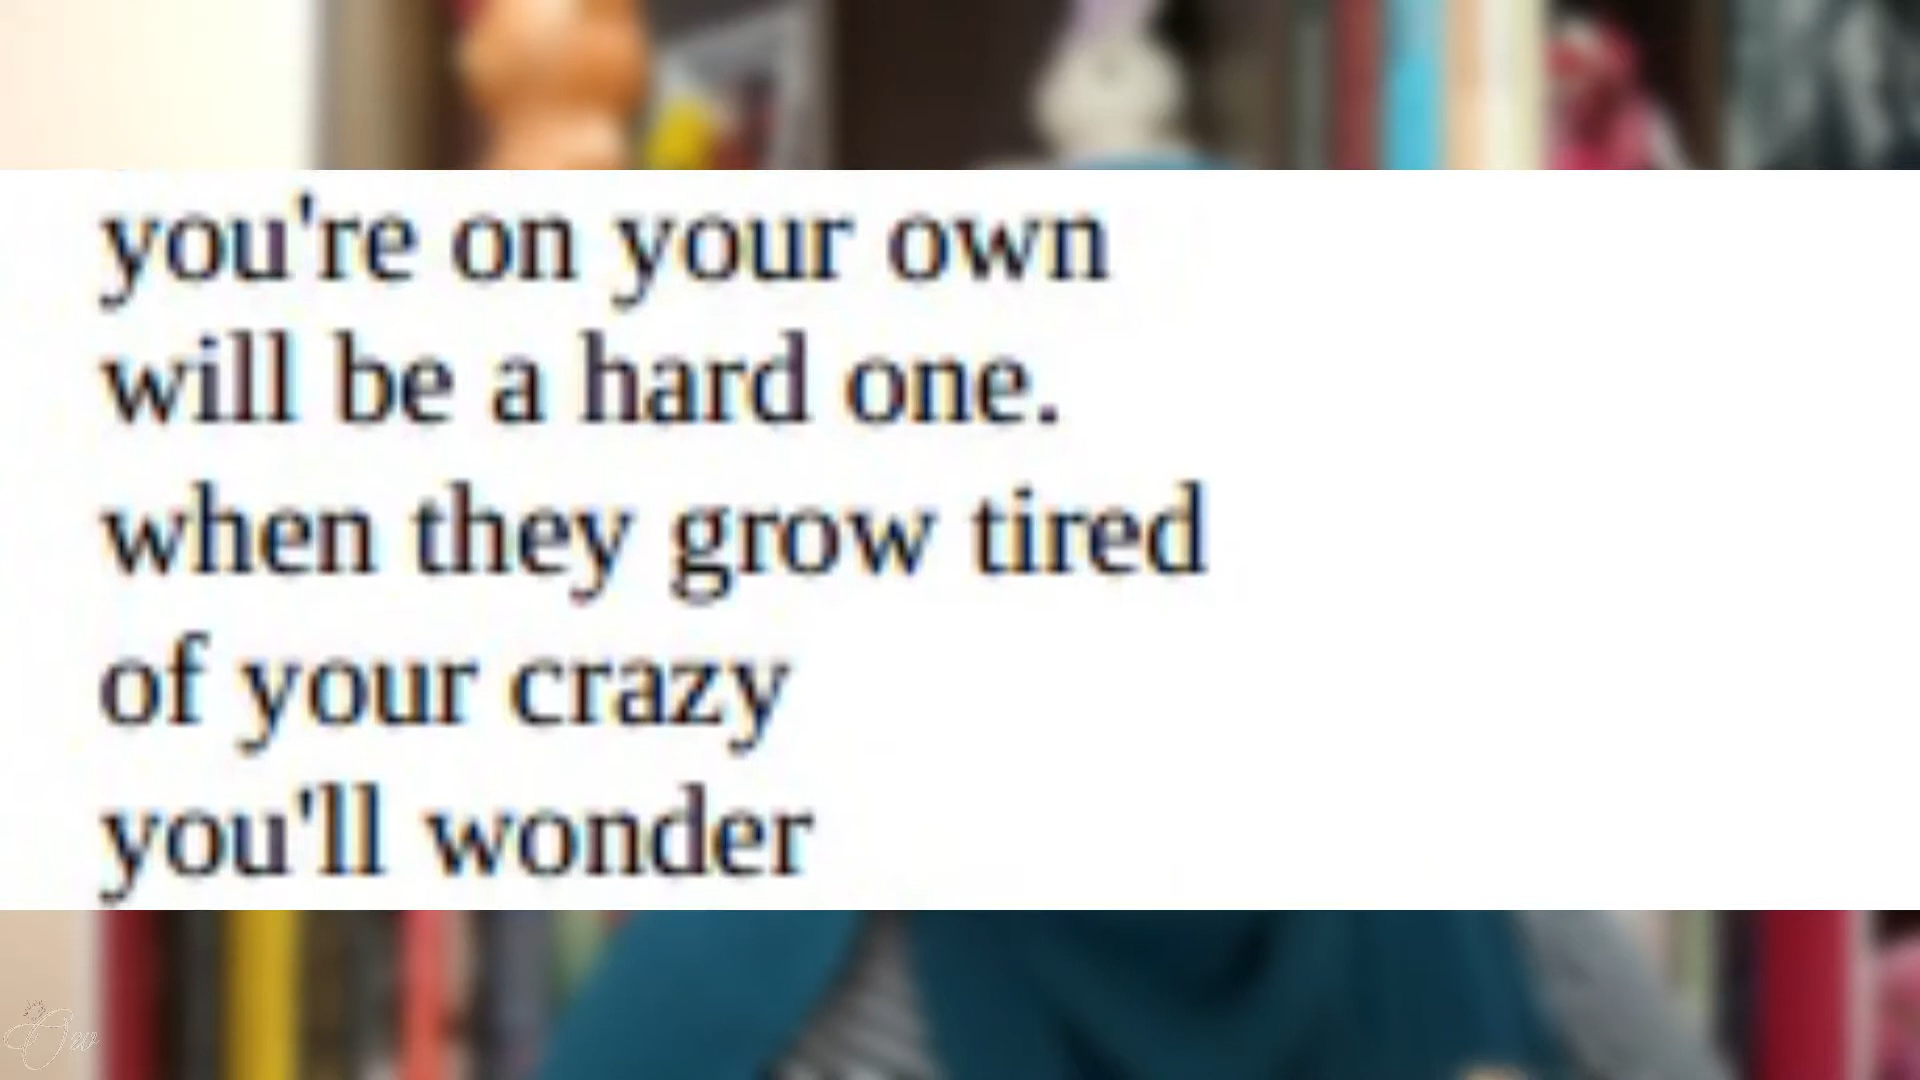 you're on your own
will be a hard one.
when they grow tired
of your crazy
you'll wonder